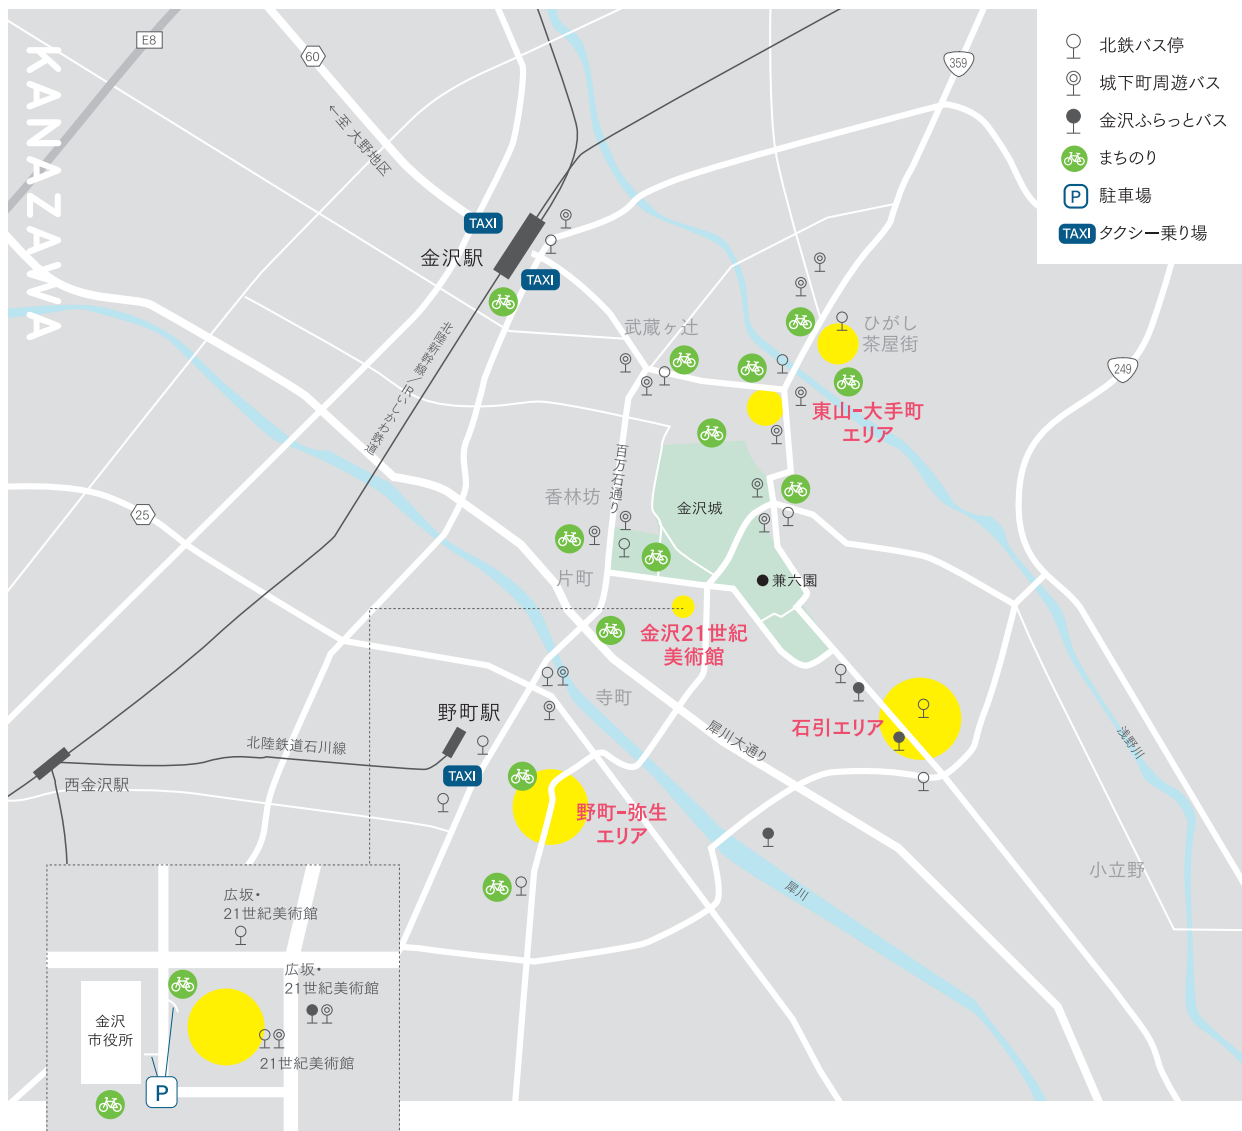 KANAZAWA
E8
60
←至 大野地区
359
北鉄バス停
城下町周遊バス
金沢ふらっとバス
まちのり
P
駐車場
TAXI
タクシー乗り場
TAXI
金沢駅
TAXI
北陸新幹線／IRいしかわ鉄道
武蔵ヶ辻
ひがし
茶屋街
249
東山-大手町
エリア
百万石通り
香林坊
金沢城
25
片町
兼六園
金沢21世紀
美術館
寺町
野町駅
石引エリア
犀川大通り
浅野川
北陸鉄道石川線
TAXI
西金沢駅
野町-弥生
エリア
小立野
犀川
広坂・
21世紀美術館
広坂・
21世紀美術館
金沢
市役所
21世紀美術館
P